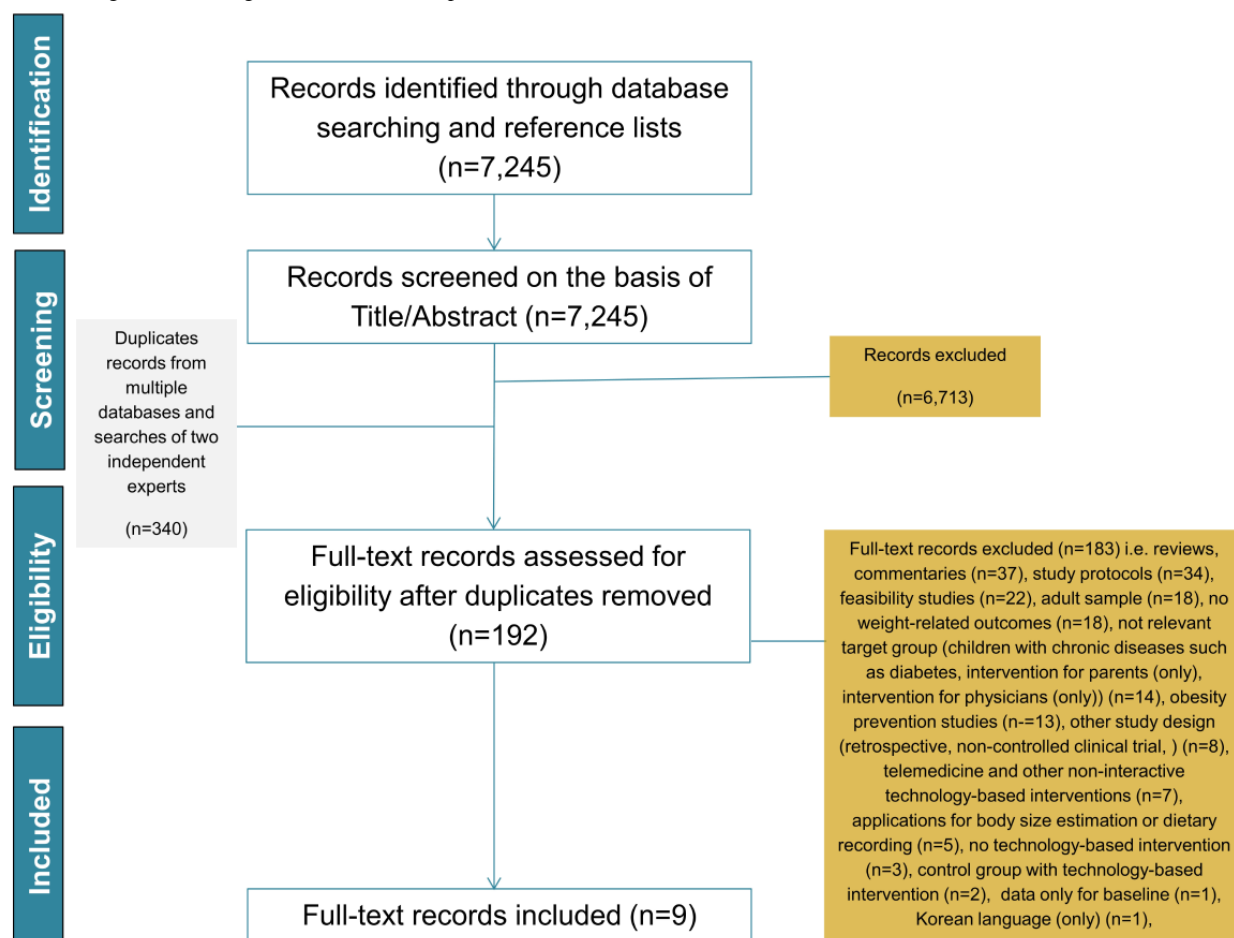 Identification
Records identified through database
searching and reference lists
(n=7,245)
Screening
Records screened on the basis of
Title/Abstract (n=7,245)
Duplicates
records from
multiple
databases and
searches of two
independent
experts
(n=340)
Records excluded
(n=6,713)
Eligibility
Full-text records assessed for
eligibility after duplicates removed
(n=192)
Full-text records excluded (n=183) i.e. reviews,
commentaries (n=37), study protocols (n=34),
feasibility studies (n=22), adult sample (n=18), no
weight-related outcomes (n=18), not relevant
target group (children with chronic diseases such
as diabetes, intervention for parents (only),
intervention for physicians (only)) (n=14), obesity
prevention studies (n-=13), other study design
(retrospective, non-controlled clinical trial, ) (n=8),
telemedicine and other non-interactive
technology-based interventions (n=7),
applications for body size estimation or dietary
recording (n=5), no technology-based intervention
(n=3), control group with technology-based
intervention (n=2), data only for baseline (n=1),
Korean language (only) (n=1),
Included
Full-text records included (n=9)